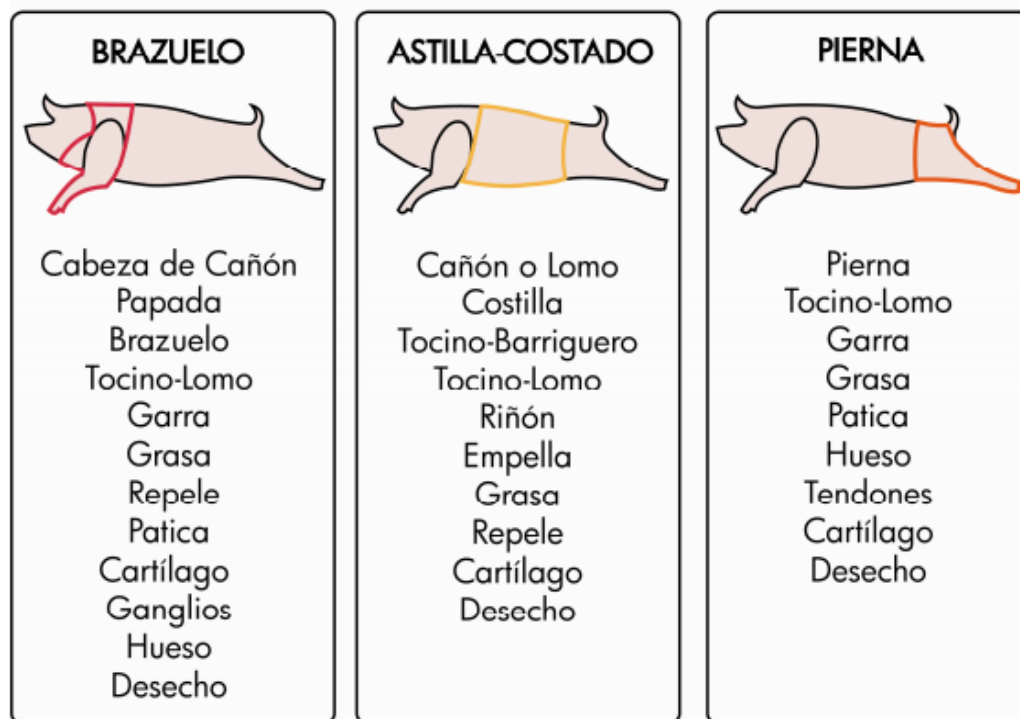 BRAZUELO
Cabeza de Cañón
Papada
Brazuelo
Tocino-Lomo
Garra
Grasa
Repele
Patica
Cartílago
Ganglios
Hueso
Desecho
ASTILLA-COSTADO
Cañón o Lomo
Costilla
Tocino-Barriguero
Tocino-Lomo
Riñón
Empella
Grasa
Repele
Cartílago
Desecho
PIERNA
Pierna
Tocino-Lomo
Garra
Grasa
Patica
Hueso
Tendones
Cartílago
Desecho